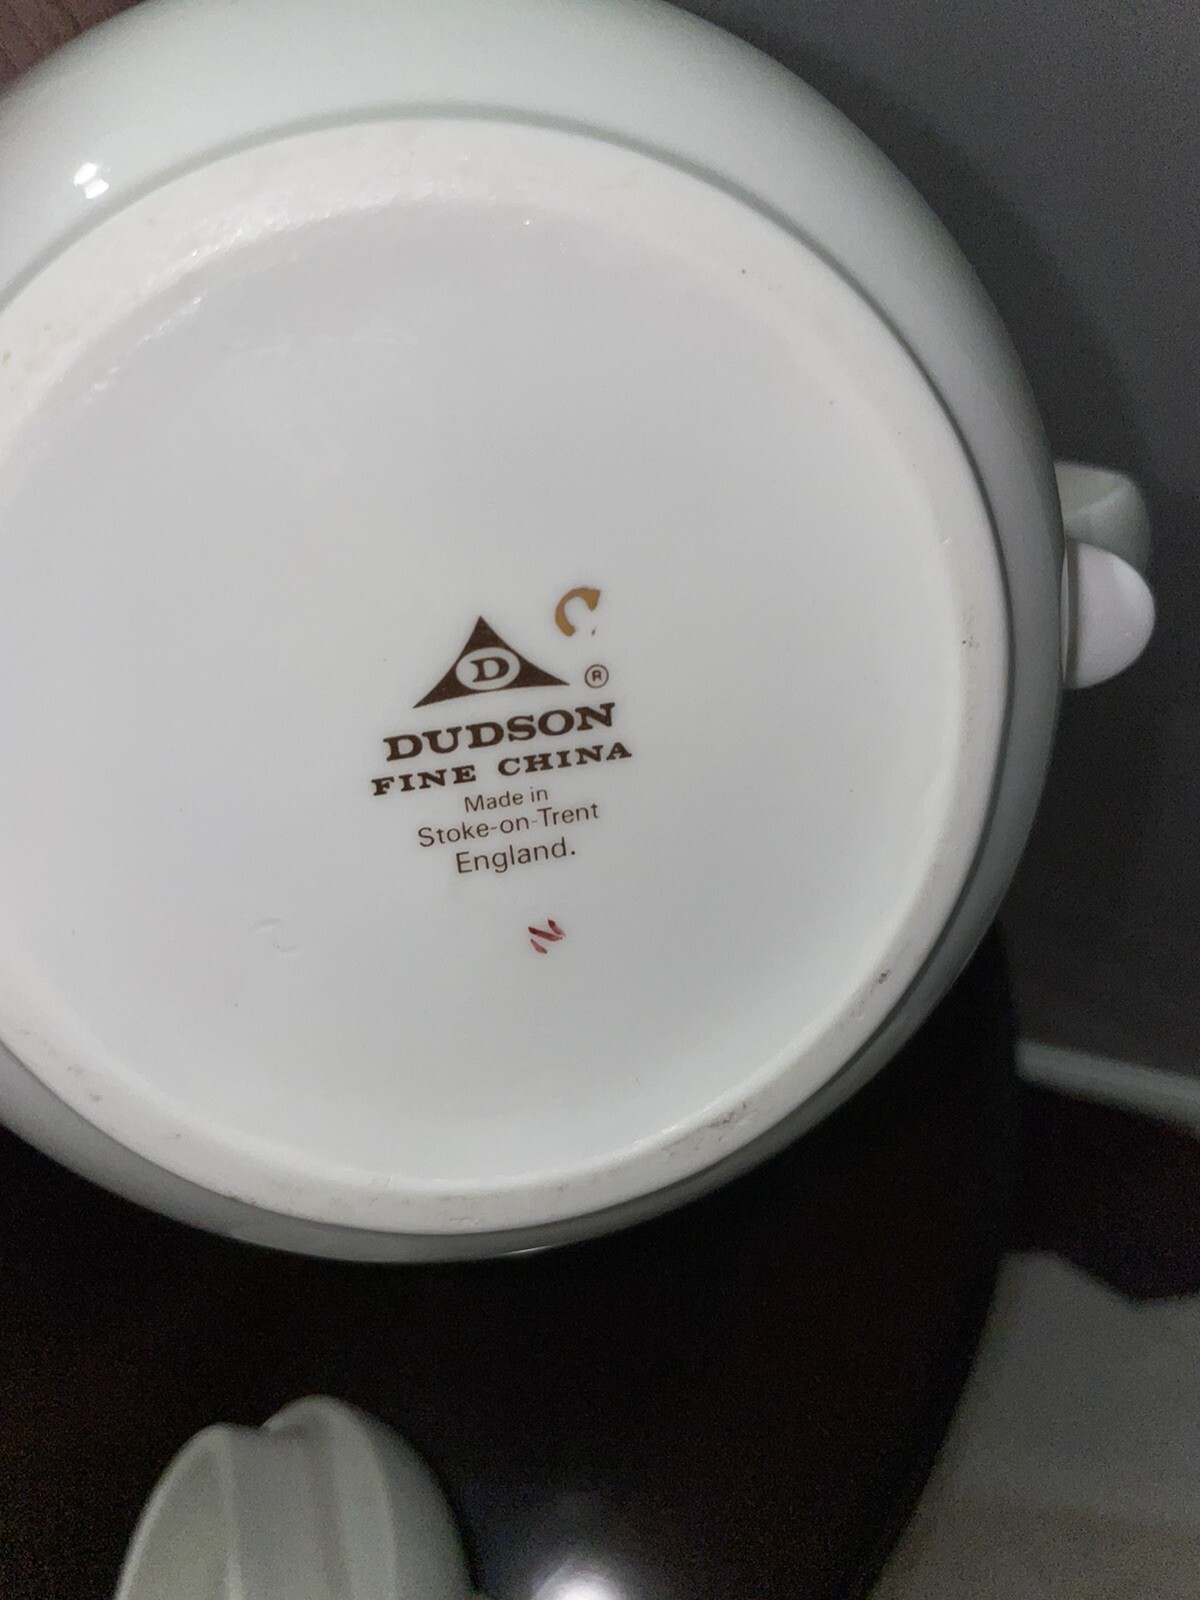 C
D
®
DUDSON
FINE CHINA
Made in
Stoke-on-Trent
England.
N